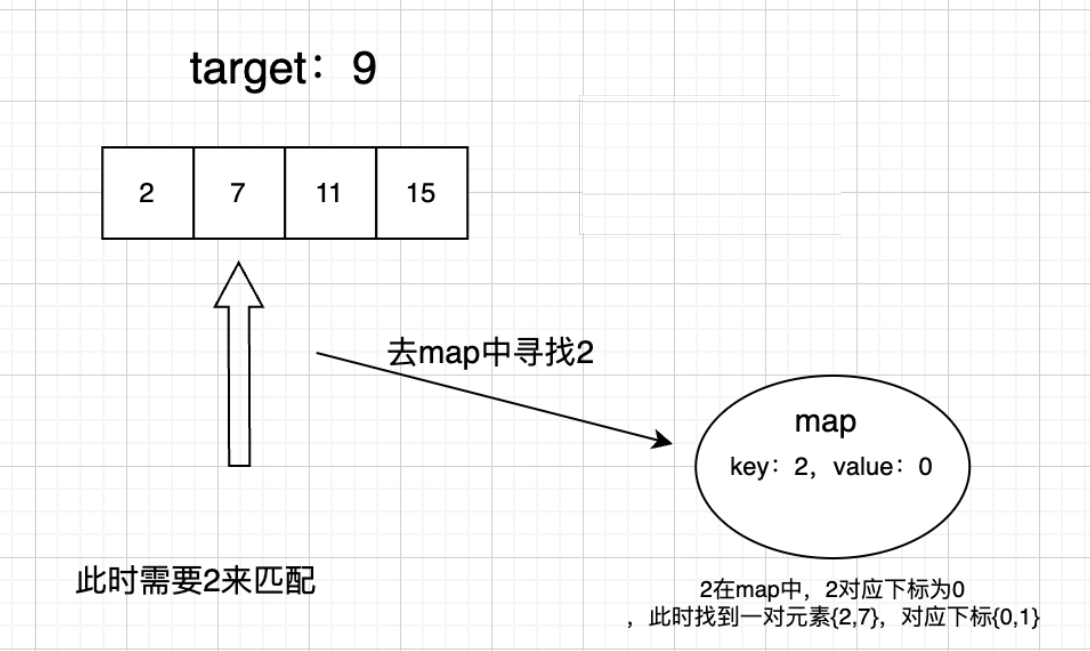 target：9
2 7 11 15
去map中寻找2
map
key：2，value：0
此时需要2来匹配
2在map中，2对应下标为0
，此时找到一对元素{2,7}，对应下标{0,1}